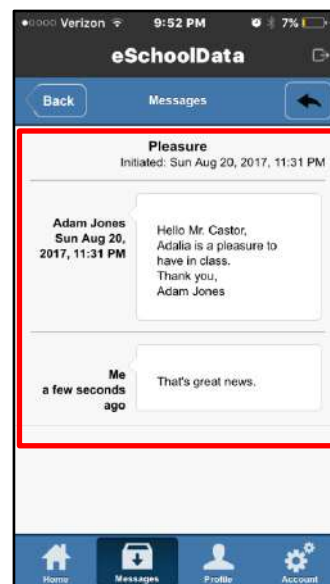 Verizon 9:52 PM 7%
eSchoolData
Back Messages
Pleasure
Initiated: Sun Aug 20, 2017, 11:31 PM
Adam Jones
Sun Aug 20,
2017, 11:31 PM
Hello Mr. Castor,
Adalia is a pleasure to
have in class.
Thank you,
Adam Jones
Me
a few seconds
ago
That's great news.
Home Messages Profile Account